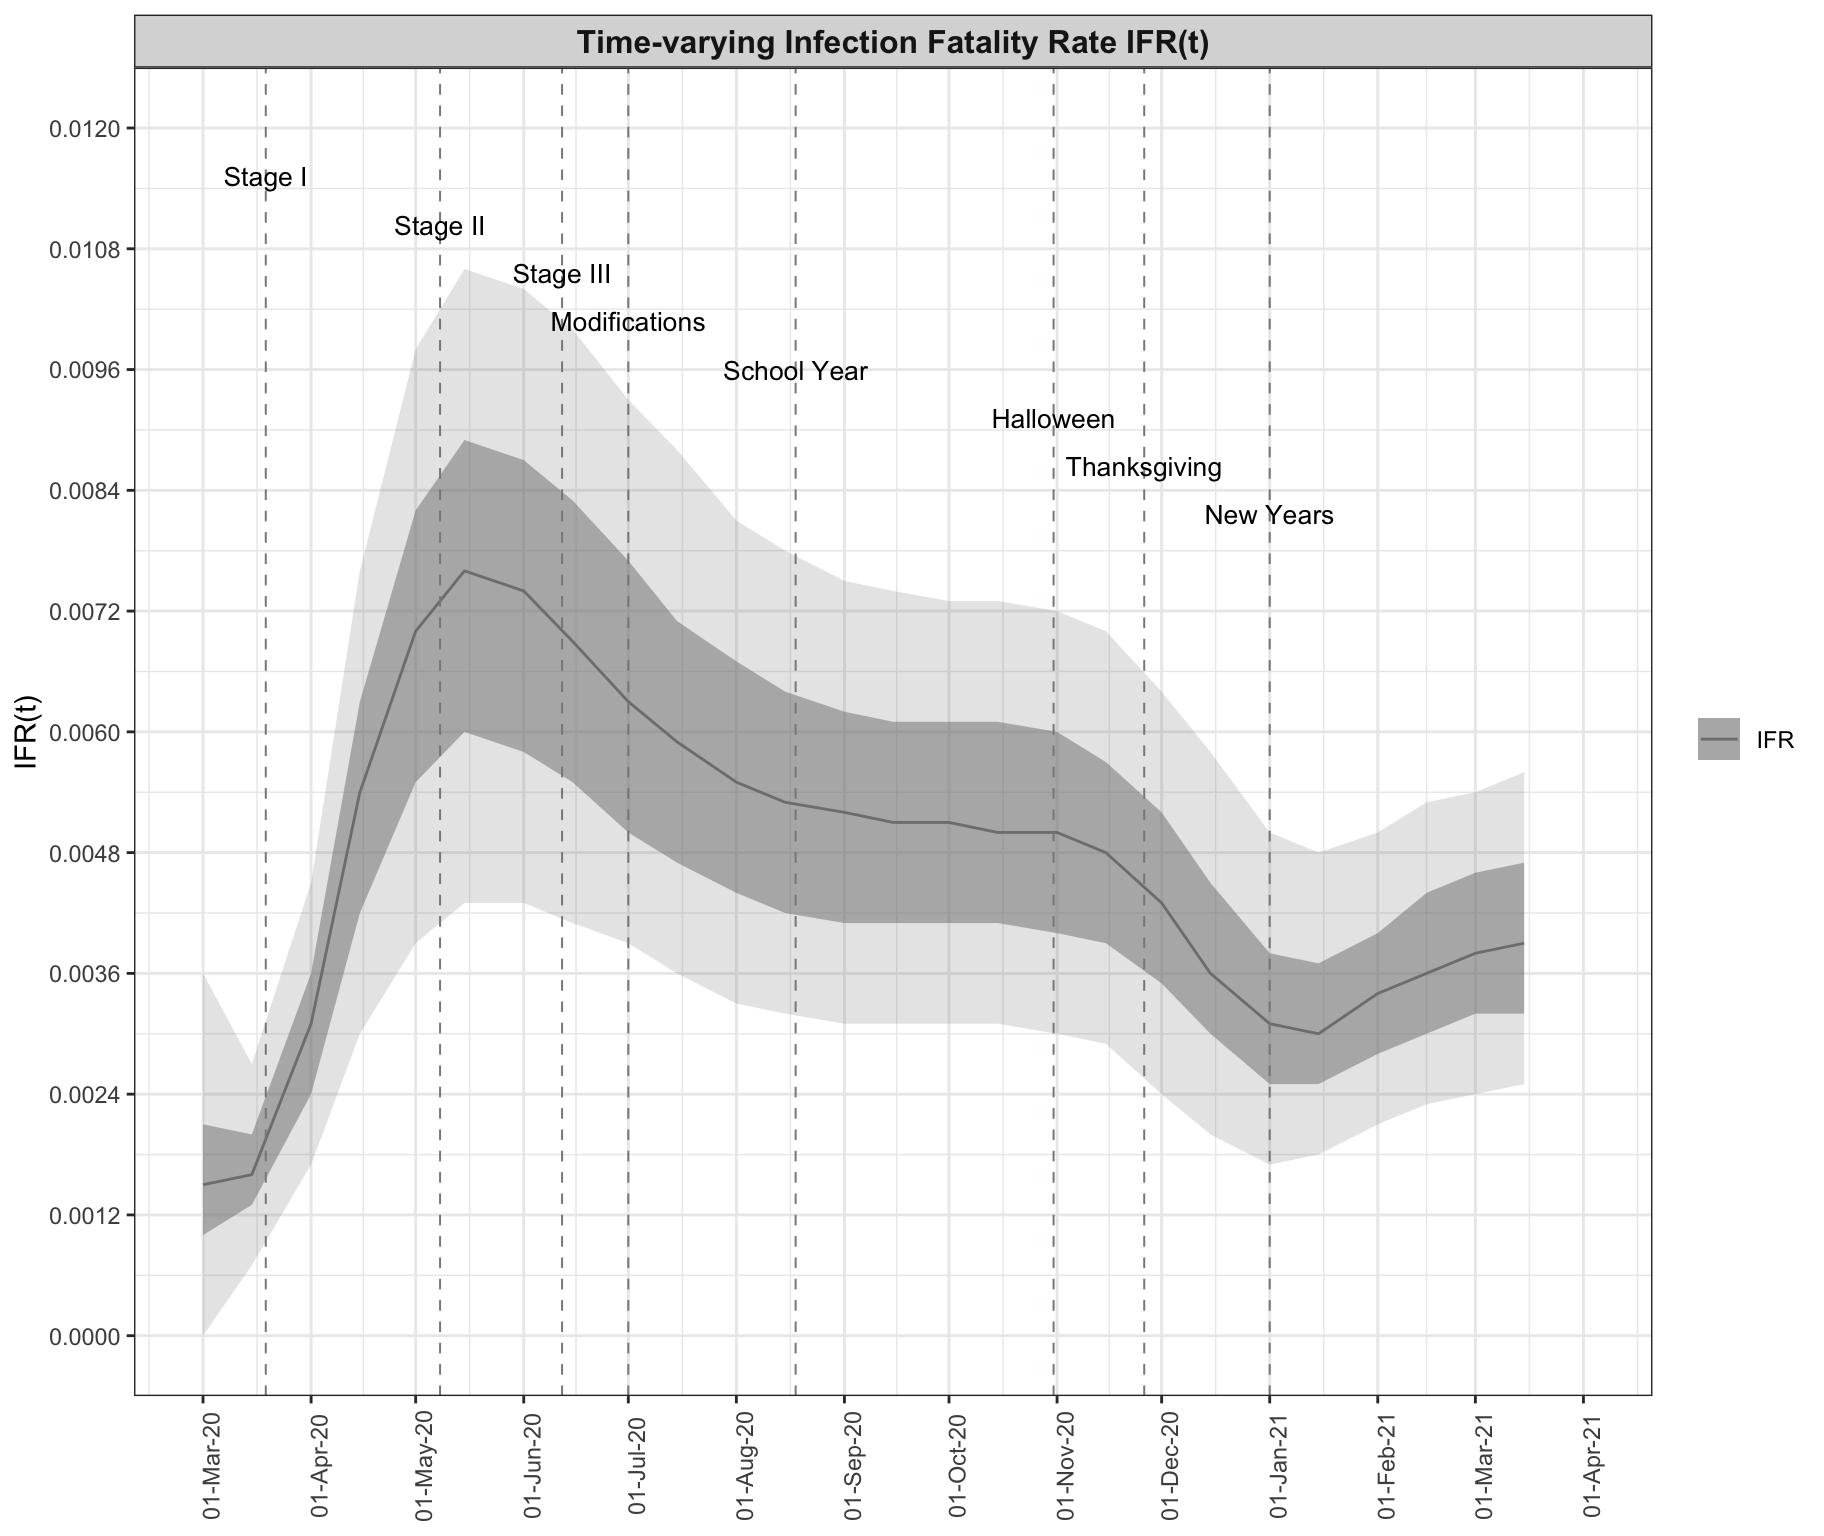 Time-varying Infection Fatality Rate IFR(t)
0.0120
Stage I
Stage II
0.0108
Stage III
Modifications
0.0096
School Year
Halloween
Thanksgiving
0.0084
New Years
0.0072
0.0060
IFR(t)
IFR
0.0048
0.0036
0.0024
0.0012
0.0000
01-Mar-20
01-Apr-20
01-May-20
01-Jun-20
01-Jul-20
01-Aug-20
01-Sep-20
01-Oct-20
01-Nov-20
01-Dec-20
01-Jan-21
01-Feb-21
01-Mar-21
01-Apr-21